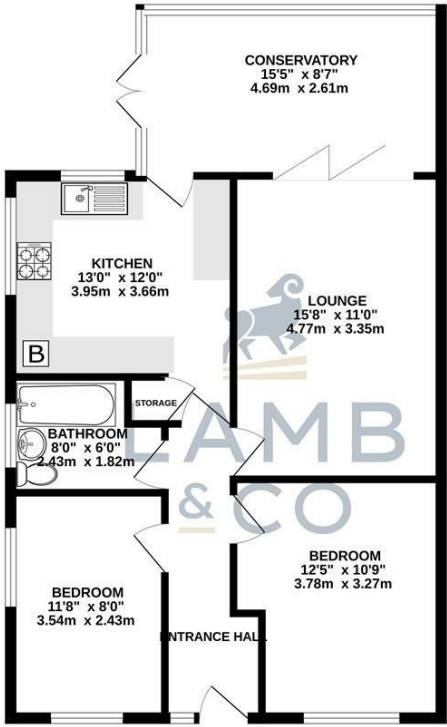 CONSERVATORY
15'5" x 8'7"
4.69m x 2.61m
KITCHEN
13'0" x 12'0"
3.95m x 3.66m
LOUNGE
15'8" x 11'0"
4.77m x 3.35m
B
STORAGE
BATHROOM
8'0" x 6'0"
2.43m x 1.82m
LAMB
& CO
BEDROOM
12'5" x 10'9"
3.78m x 3.27m
BEDROOM
11'8" x 8'0"
3.54m x 2.43m
ENTRANCE HALL